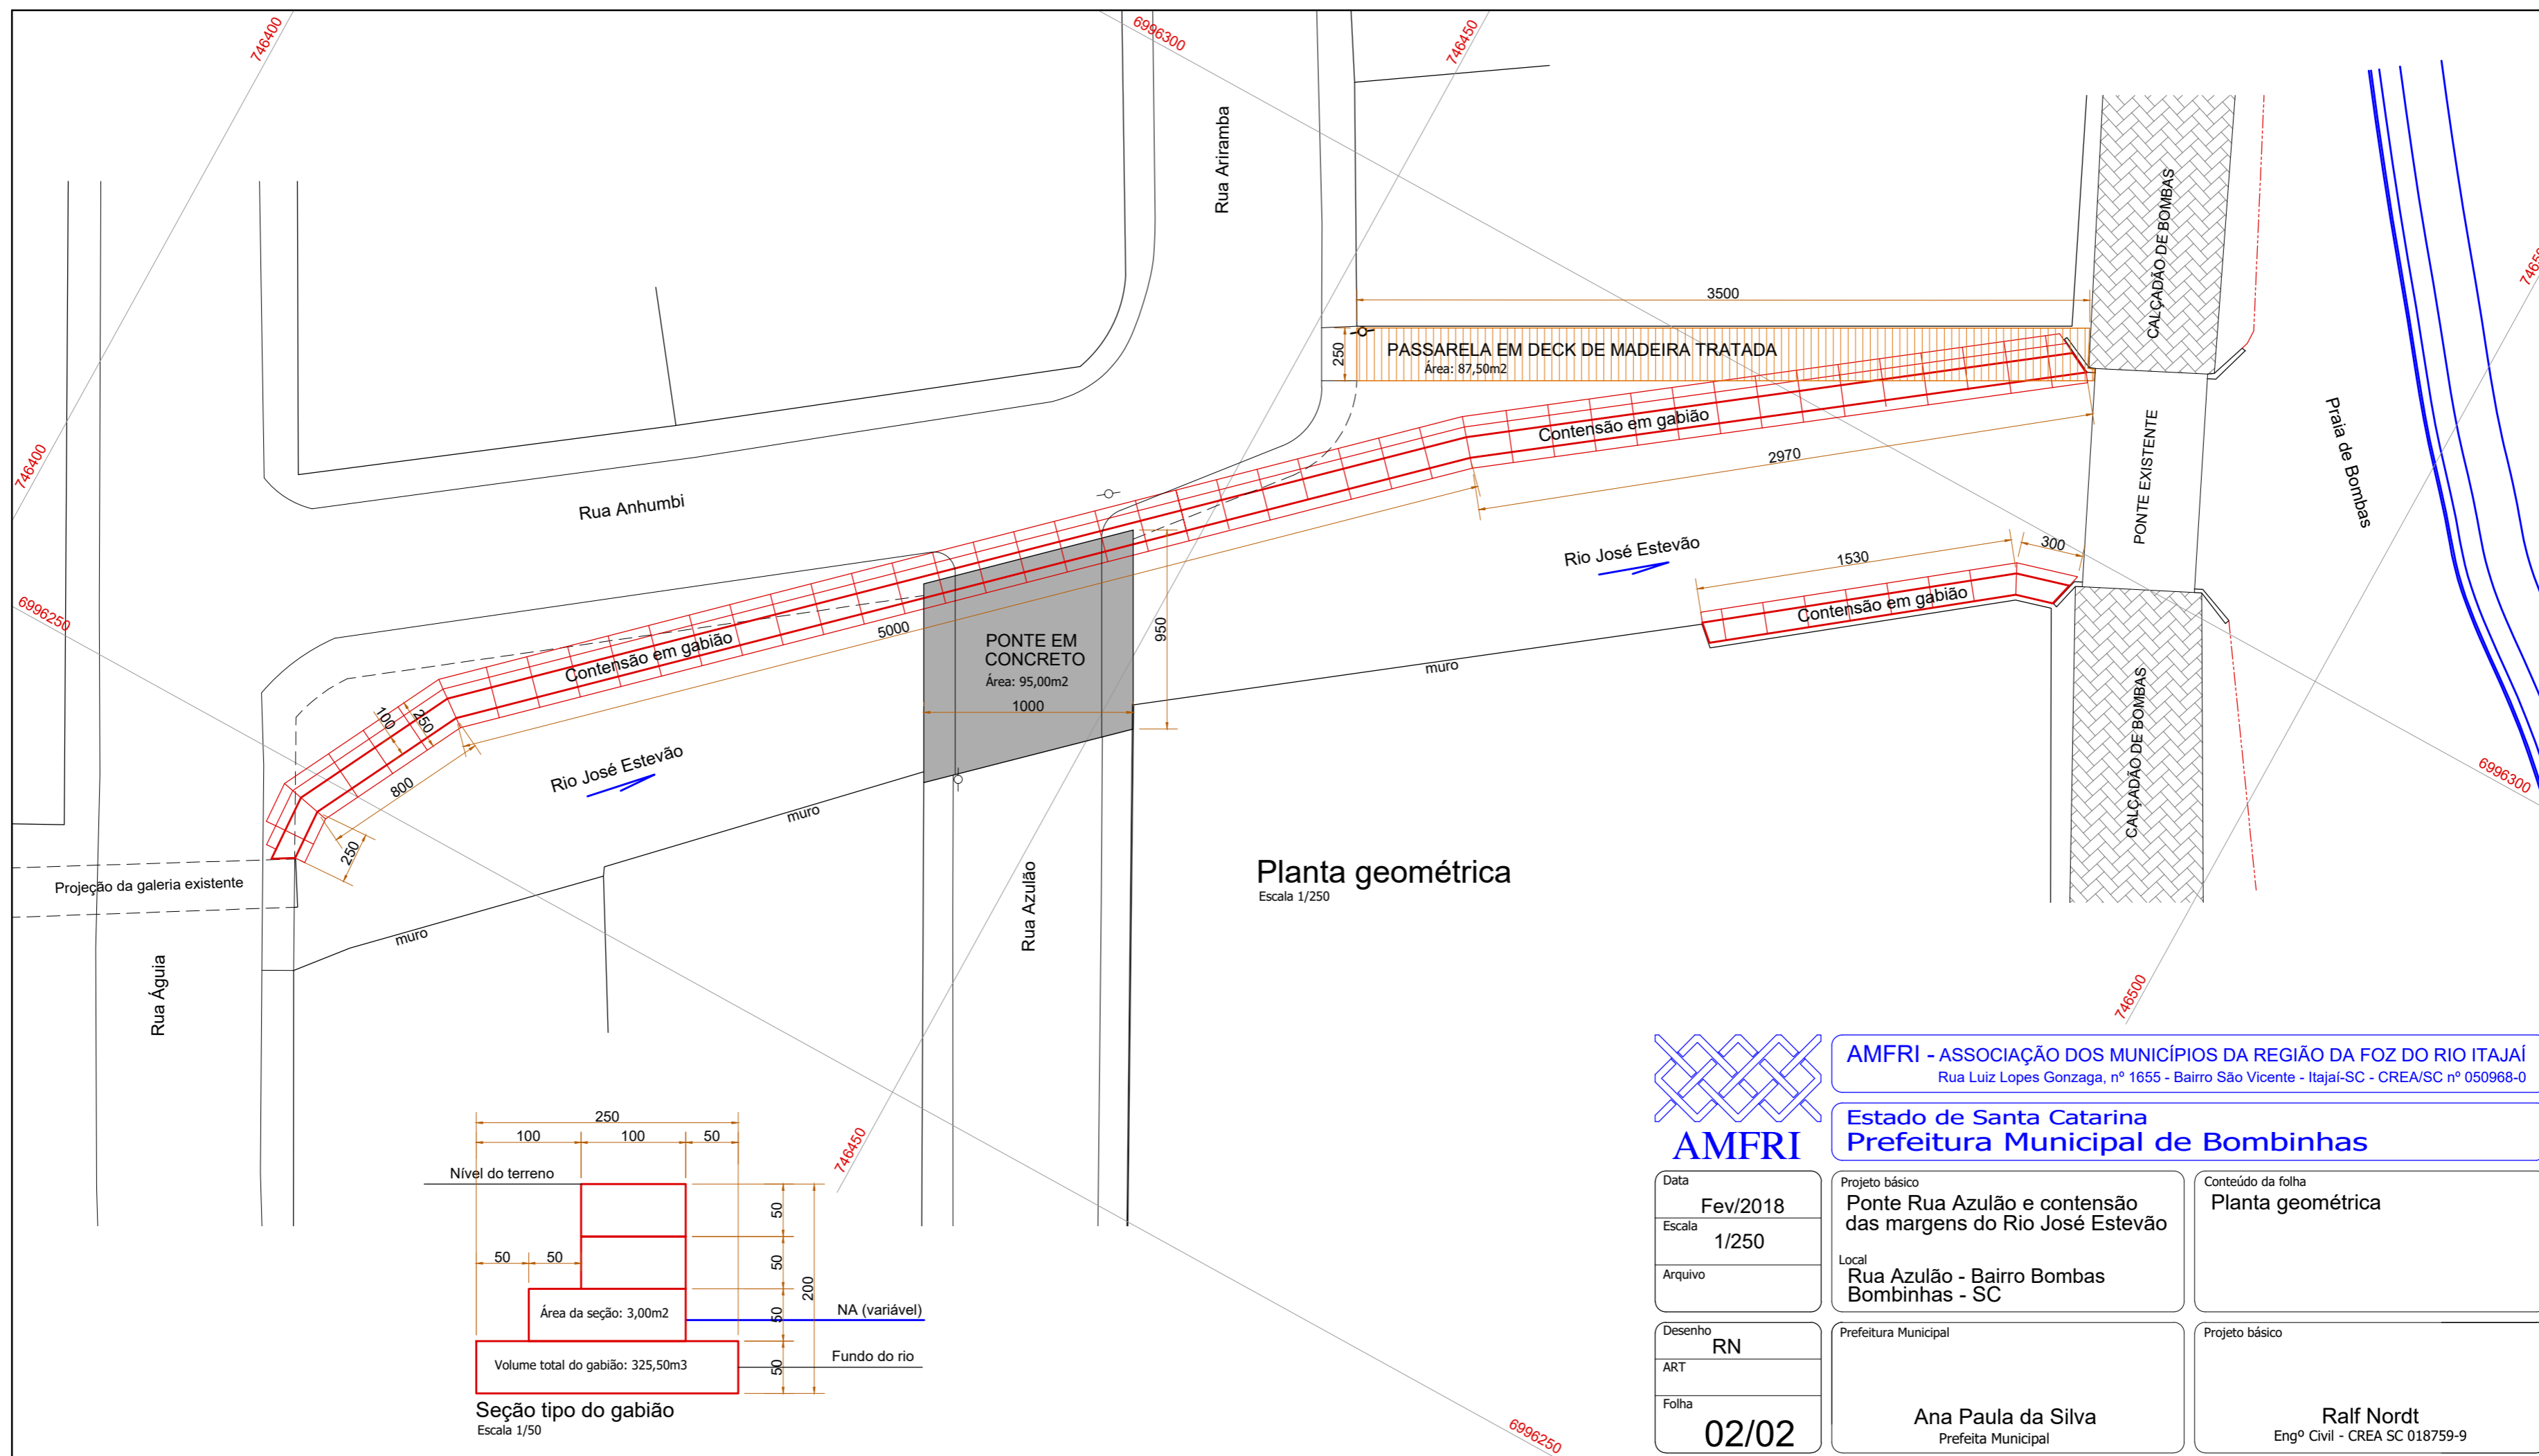 746400
6996300
746450
Rua Ariramba
CALÇADÃO DE BOMBAS
3500
250
PASSARELA EM DECK DE MADEIRA TRATADA
Área: 87,50m2
746400
Contensão em gabião
2970
Praia de Bombas
PONTE EXISTENTE
Rua Anhumbi
Rio José Estevão
1530
300
Contensão em gabião
6996250
5000
950
PONTE EM
CONCRETO
Área: 95,00m2
1000
Contensão em gabião
muro
100
250
800
250
Rio José Estevão
muro
CALÇADÃO DE BOMBAS
6996300
Projeção da galeria existente
muro
Rua Águia
Rua Azulão
Planta geométrica
Escala 1/250
746500
746450
6996250
250
100
100
50
Nível do terreno
50
50
50
50
50
50
200
Área da seção: 3,00m2
NA (variável)
Volume total do gabião: 325,50m3
Fundo do rio
Seção tipo do gabião
Escala 1/50
AMFRI
AMFRI - ASSOCIAÇÃO DOS MUNICÍPIOS DA REGIÃO DA FOZ DO RIO ITAJAÍ
Rua Luiz Lopes Gonzaga, nº 1655 - Bairro São Vicente - Itajaí-SC - CREA/SC nº 050968-0
Estado de Santa Catarina
Prefeitura Municipal de Bombinhas
Data
Fev/2018
Escala
1/250
Arquivo
Projeto básico
Ponte Rua Azulão e contensão
das margens do Rio José Estevão
Local
Rua Azulão - Bairro Bombas
Bombinhas - SC
Conteúdo da folha
Planta geométrica
Desenho
RN
ART
Folha
02/02
Prefeitura Municipal
Ana Paula da Silva
Prefeita Municipal
Projeto básico
Ralf Nordt
Engº Civil - CREA SC 018759-9